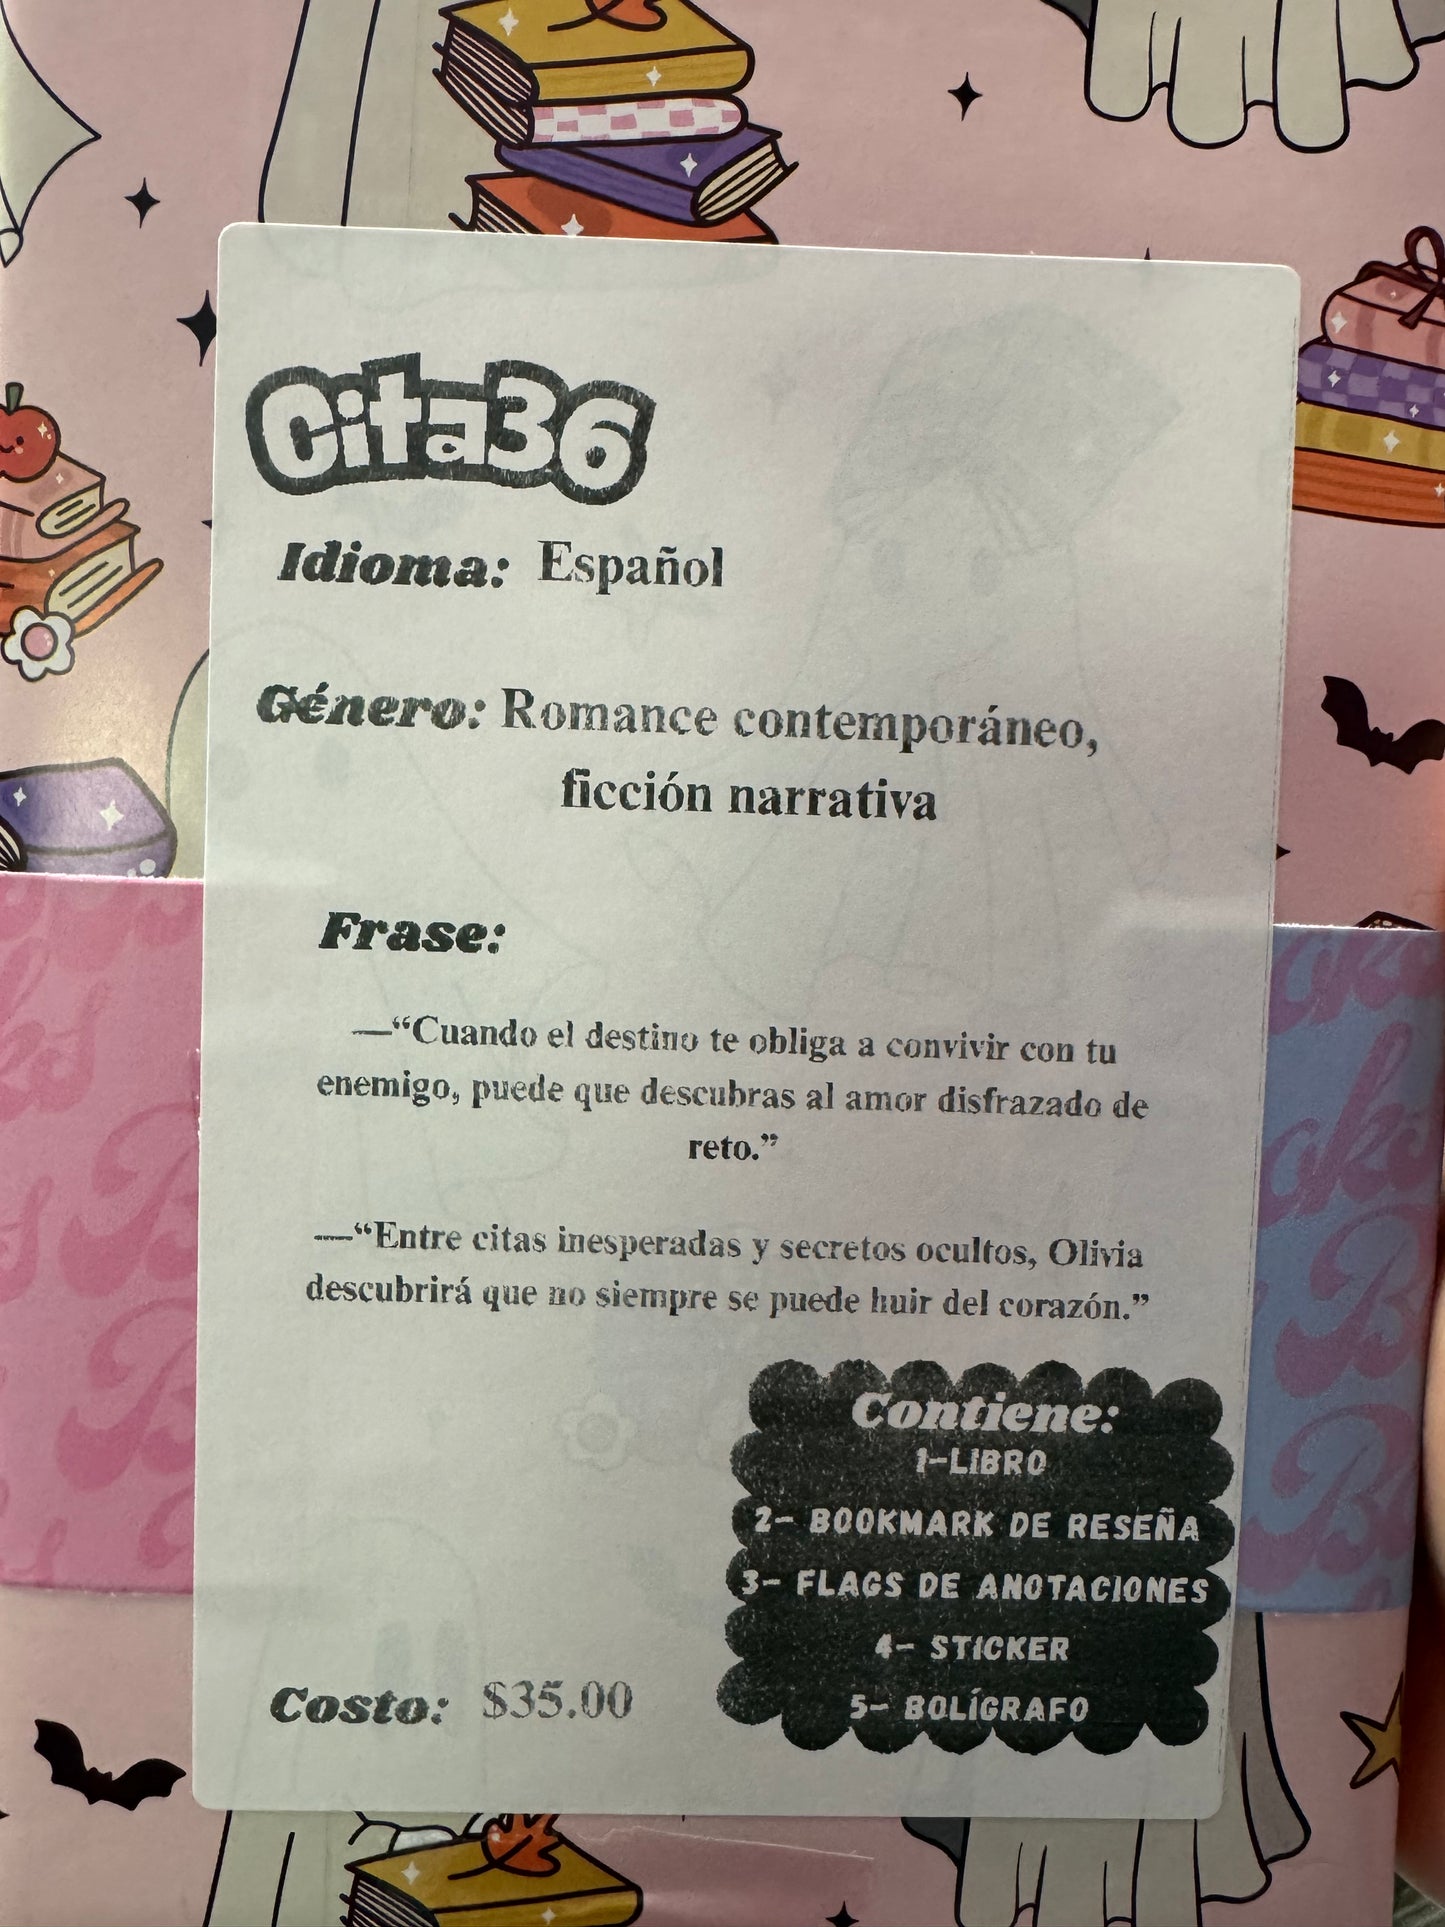 Cita36
Idioma: Español
Género: Romance contemporáneo,
ficción narrativa
Frase:
—“Cuando el destino te obliga a convivir con tu
enemigo, puede que descubras al amor disfrazado de
reto.”
—“Entre citas inesperadas y secretos ocultos, Olivia
descubrirá que no siempre se puede huir del corazón.”
Contiene:
1-LIBRO
2- BOOKMARK DE RESEÑA
3- FLAGS DE ANOTACIONES
4- STICKER
5- BOLÍGRAFO
Costo: $35.00